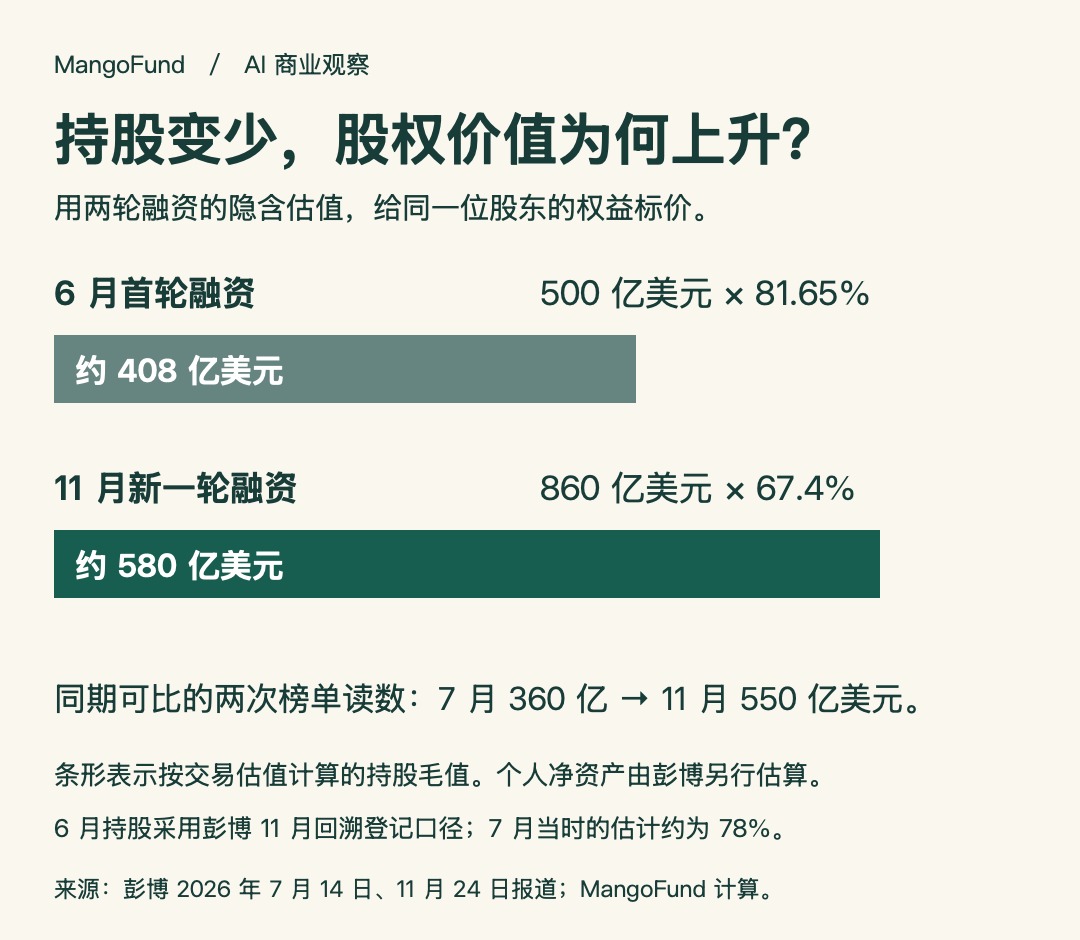 MangoFund / AI 商业观察
持股变少，股权价值为何上升？
用两轮融资的隐含估值，给同一位股东的权益标价。
6 月首轮融资 500 亿美元 × 81.65%
约 408 亿美元
11 月新一轮融资 860 亿美元 × 67.4%
约 580 亿美元
同期可比的两次榜单读数：7 月 360 亿 → 11 月 550 亿美元。
条形表示按交易估值计算的持股毛值。个人净资产由彭博另行估算。
6 月持股采用彭博 11 月回溯登记口径；7 月当时的估计约为 78%。
来源：彭博 2026 年 7 月 14 日、11 月 24 日报道；MangoFund 计算。